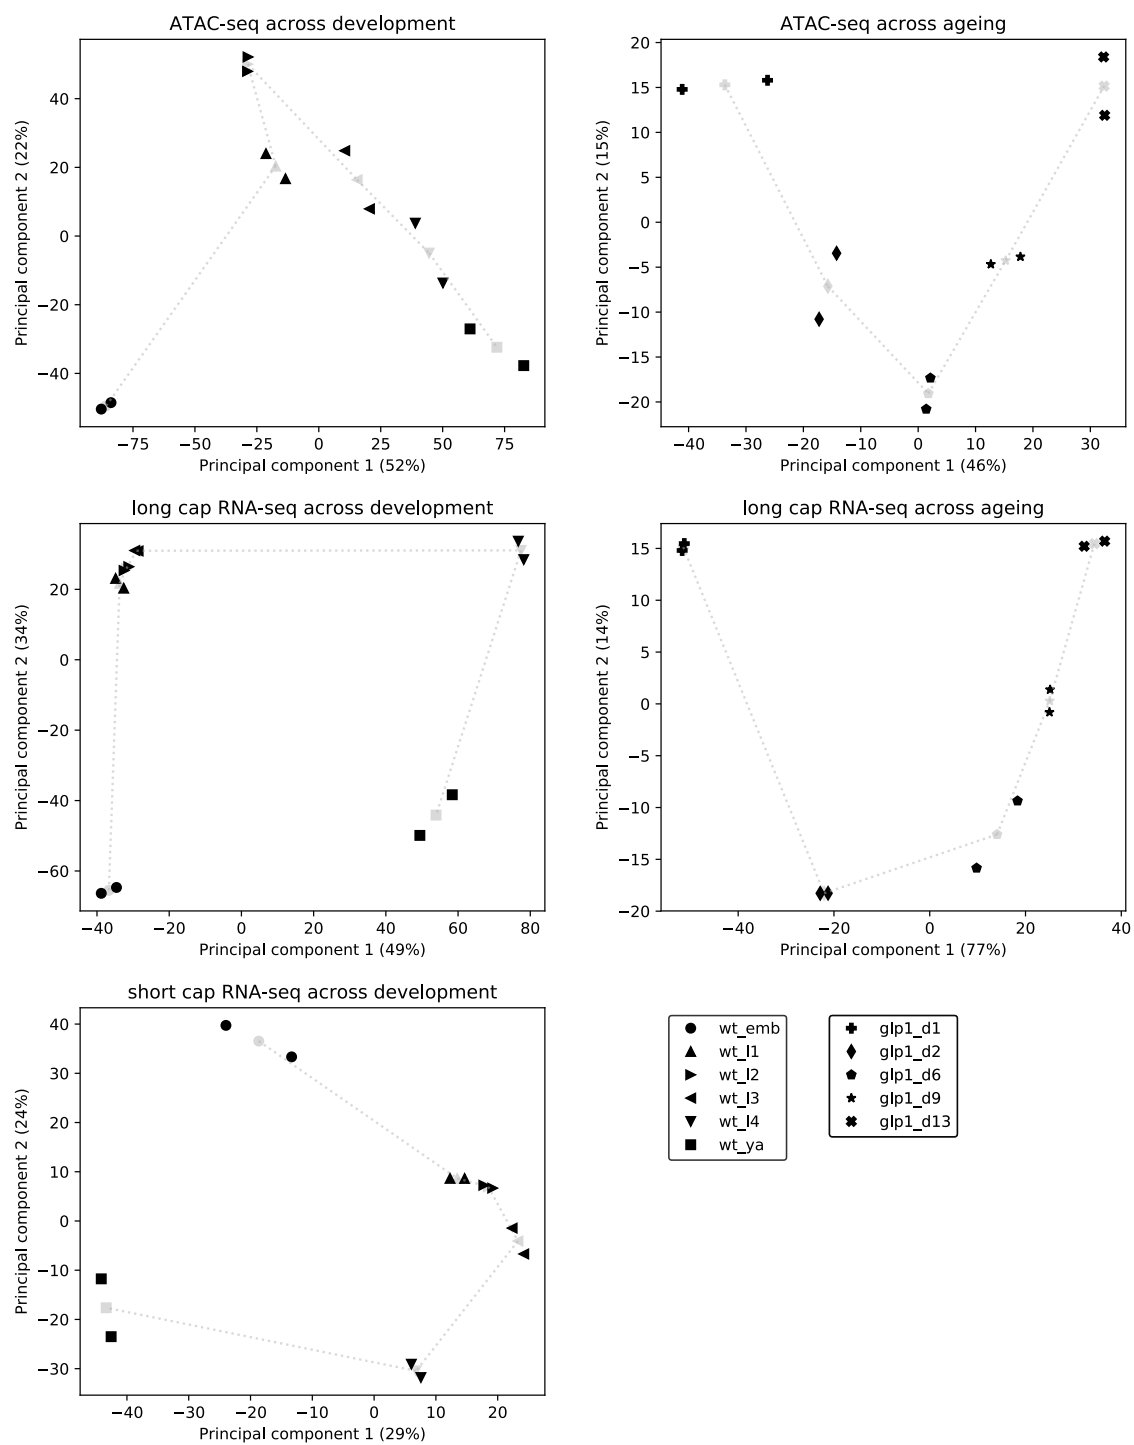 ATAC-seq across development
40
20
0
−20
−40
Principal component 2 (22%)
−75 −50 −25 0 25 50 75
Principal component 1 (52%)
ATAC-seq across ageing
20
15
10
5
0
−5
−10
−15
−20
Principal component 2 (15%)
−40 −30 −20 −10 0 10 20 30
Principal component 1 (46%)
long cap RNA-seq across development
20
0
−20
−40
−60
Principal component 2 (34%)
−40 −20 0 20 40 60 80
Principal component 1 (49%)
long cap RNA-seq across ageing
15
10
5
0
−5
−10
−15
−20
Principal component 2 (14%)
−40 −20 0 20 40
Principal component 1 (77%)
short cap RNA-seq across development
40
30
20
10
0
−10
−20
−30
Principal component 2 (24%)
−40 −30 −20 −10 0 10 20
Principal component 1 (29%)
wt_emb
wt_l1
wt_l2
wt_l3
wt_l4
wt_ya
glp1_d1
glp1_d2
glp1_d6
glp1_d9
glp1_d13